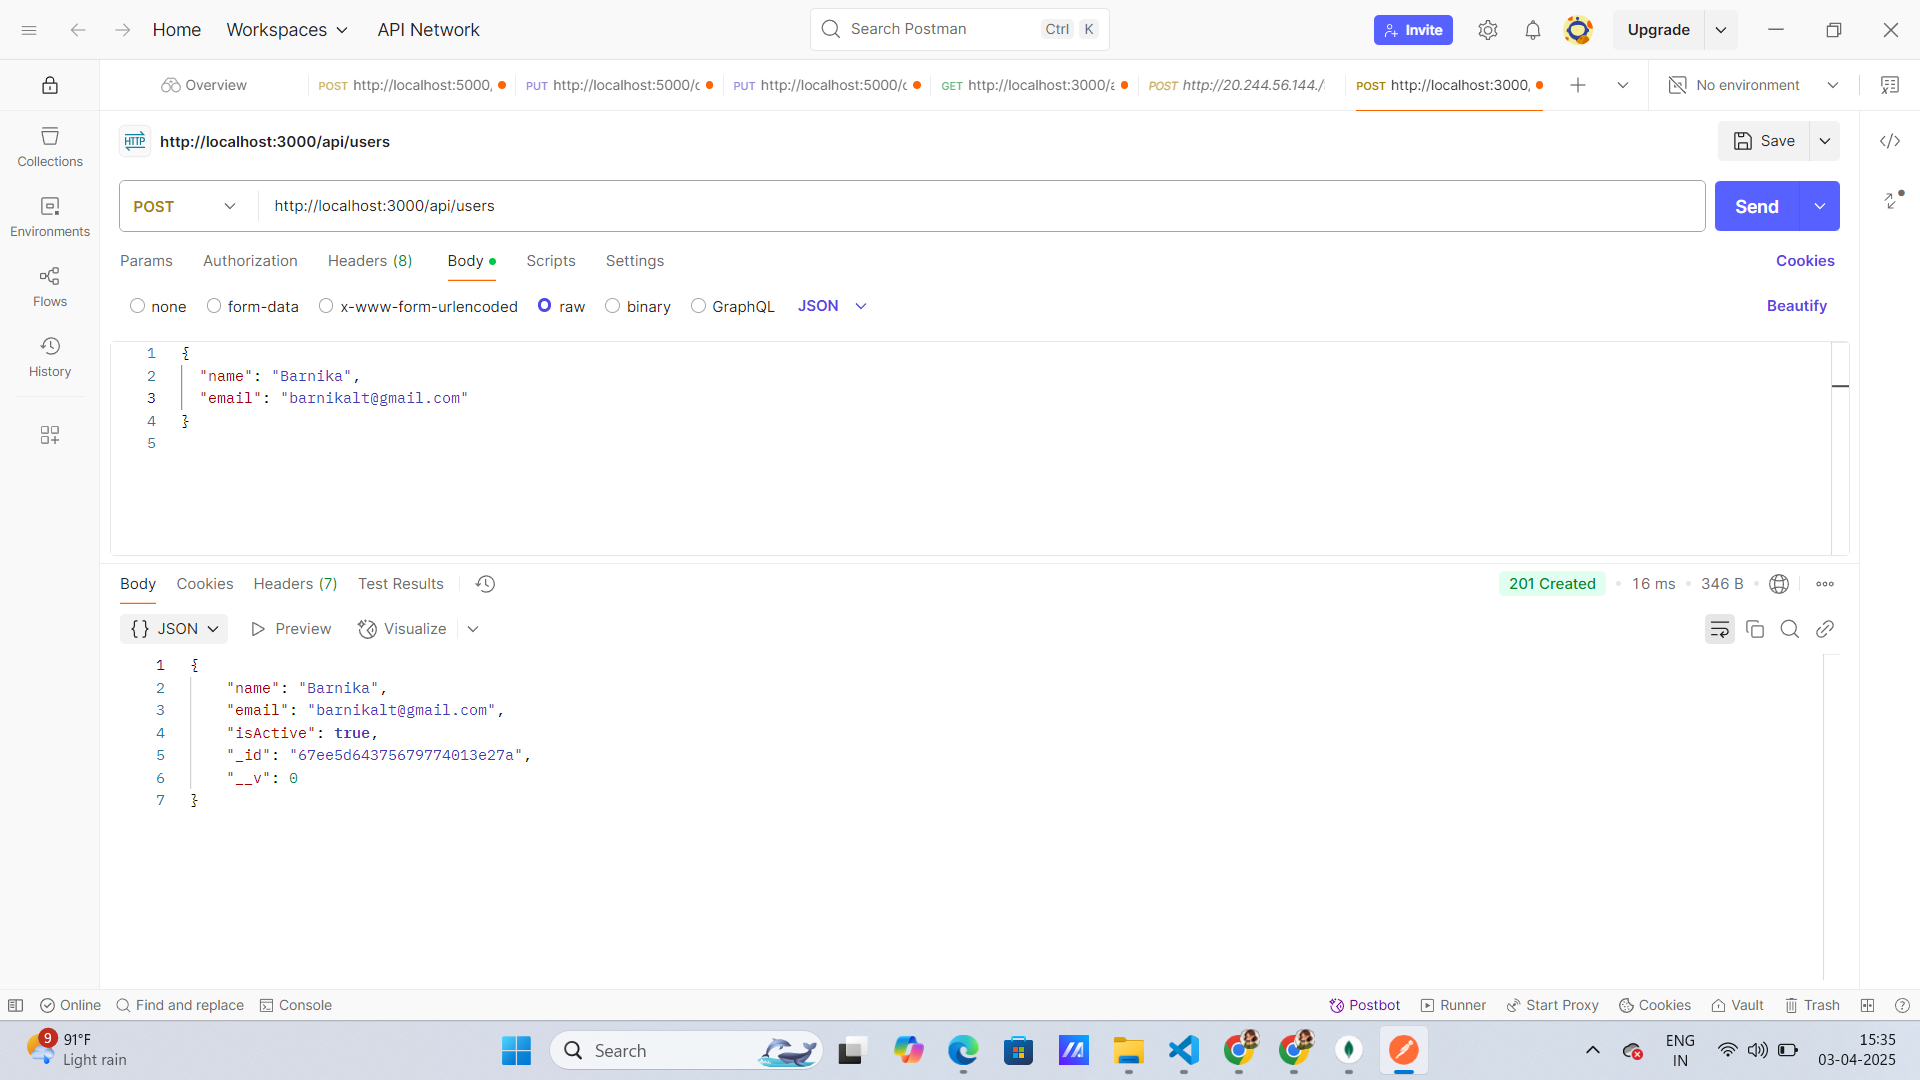 Home Workspaces API Network Search Postman Ctrl K Invite Upgrade
Overview POST http://localhost:5000, PUT http://localhost:5000/c PUT http://localhost:5000/c GET http://localhost:3000/a POST http://20.244.56.144./ POST http://localhost:3000, No environment
HTTP http://localhost:3000/api/users Save
Collections
Environments
Flows
History
POST http://localhost:3000/api/users Send
Params Authorization Headers (8) Body Scripts Settings Cookies
none form-data x-www-form-urlencoded raw binary GraphQL JSON Beautify
1 {
2 "name": "Barnika",
3 "email": "barnikalt@gmail.com"
4 }
5
Body Cookies Headers (7) Test Results 201 Created 16 ms 346 B
{} JSON Preview Visualize
1 {
2 "name": "Barnika",
3 "email": "barnikalt@gmail.com",
4 "isActive": true,
5 "_id": "67ee5d64375679774013e27a",
6 "__v": 0
7 }
Online Find and replace Console Postbot Runner Start Proxy Cookies Vault Trash
9 91°F
Light rain
Search
ENG
IN
15:35
03-04-2025